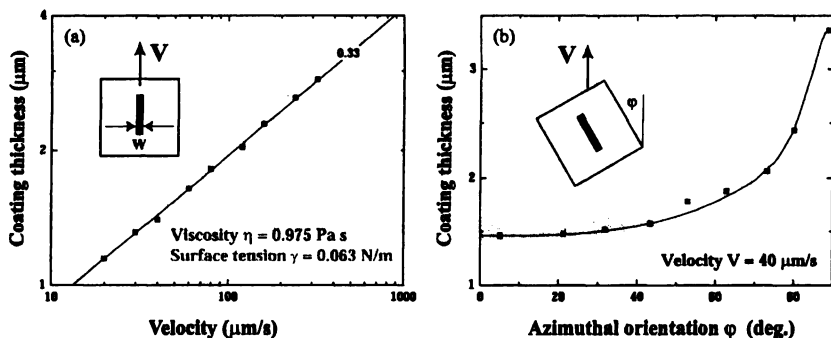 (a)
V
W
0.33
Viscosity η = 0.975 Pa s
Surface tension γ = 0.063 N/m
Coating thickness (μm)
4
2
1
10
100
1000
Velocity (μm/s)
(b)
V
φ
Velocity V = 40 μm/s
Coating thickness (μm)
3
2
1
0
20
40
60
80
Azimuthal orientation φ (deg.)